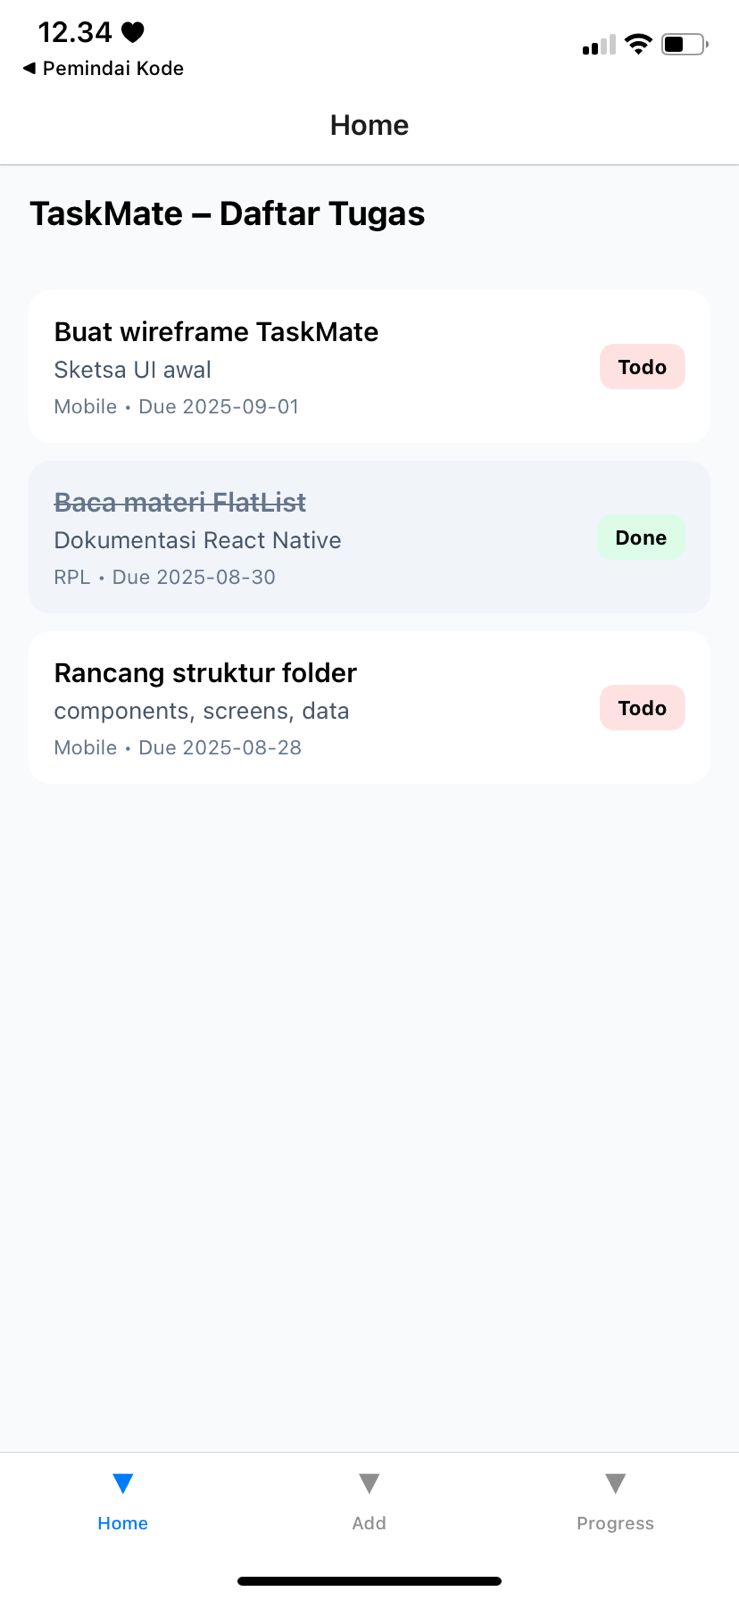 12.34
◀ Pemindai Kode
Home
TaskMate – Daftar Tugas
Buat wireframe TaskMate
Sketsa UI awal
Mobile • Due 2025-09-01
Todo
Baca materi FlatList
Dokumentasi React Native
RPL • Due 2025-08-30
Done
Rancang struktur folder
components, screens, data
Mobile • Due 2025-08-28
Todo
Home
Add
Progress